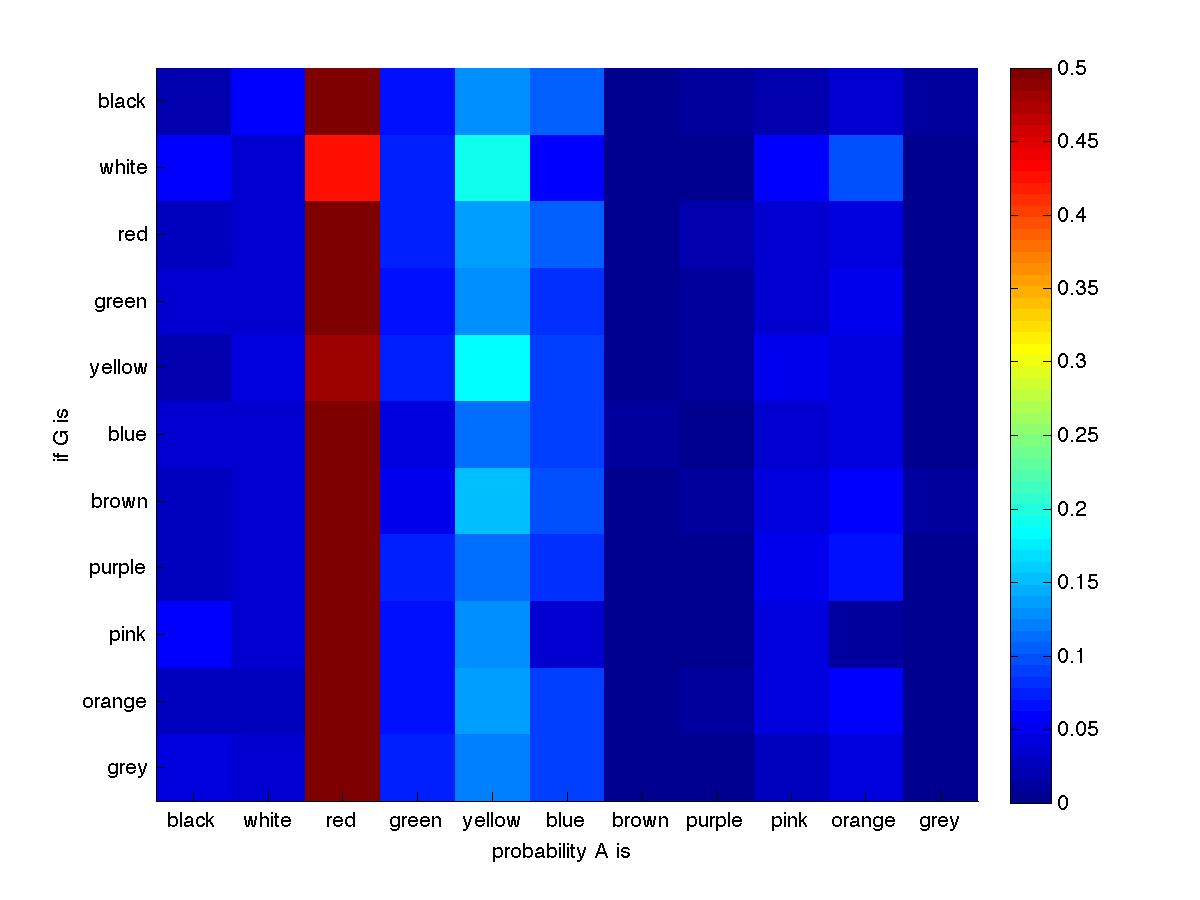 if G is
black
white
red
green
yellow
blue
brown
purple
pink
orange
grey
black white red green yellow blue brown purple pink orange grey
probability A is
0.5
0.45
0.4
0.35
0.3
0.25
0.2
0.15
0.1
0.05
0